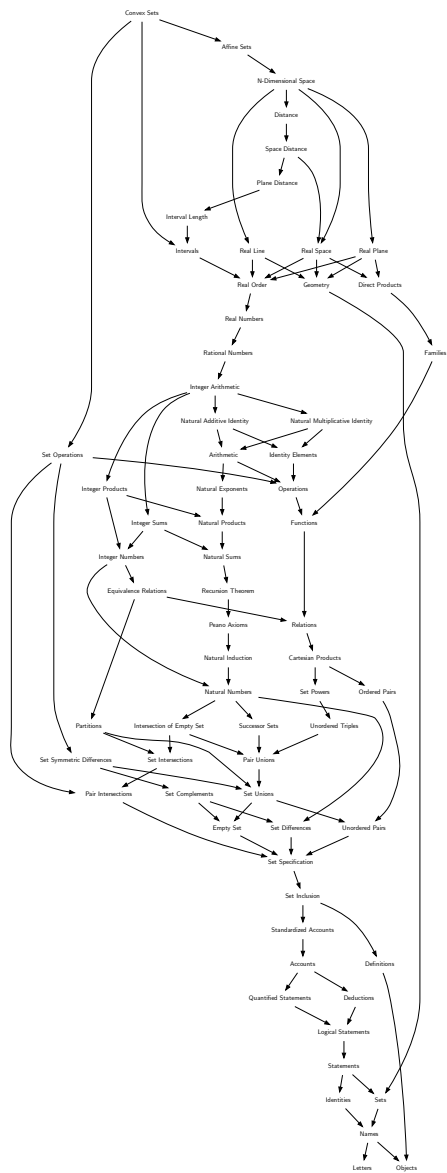 Convex Sets
Affine Sets
N-Dimensional Space
Distance
Space Distance
Plane Distance
Interval Length
Intervals
Real Line
Real Space
Real Plane
Real Order
Geometry
Direct Products
Real Numbers
Rational Numbers
Families
Integer Arithmetic
Natural Additive Identity
Natural Multiplicative Identity
Set Operations
Arithmetic
Identity Elements
Integer Products
Natural Exponents
Operations
Integer Sums
Natural Products
Functions
Integer Numbers
Natural Sums
Equivalence Relations
Recursion Theorem
Peano Axioms
Relations
Natural Induction
Cartesian Products
Natural Numbers
Set Powers
Ordered Pairs
Partitions
Intersection of Empty Set
Successor Sets
Unordered Triples
Set Symmetric Differences
Set Intersections
Pair Unions
Pair Intersections
Set Complements
Set Unions
Empty Set
Set Differences
Unordered Pairs
Set Specification
Set Inclusion
Standardized Accounts
Accounts
Definitions
Quantified Statements
Deductions
Logical Statements
Statements
Identities
Sets
Names
Letters
Objects